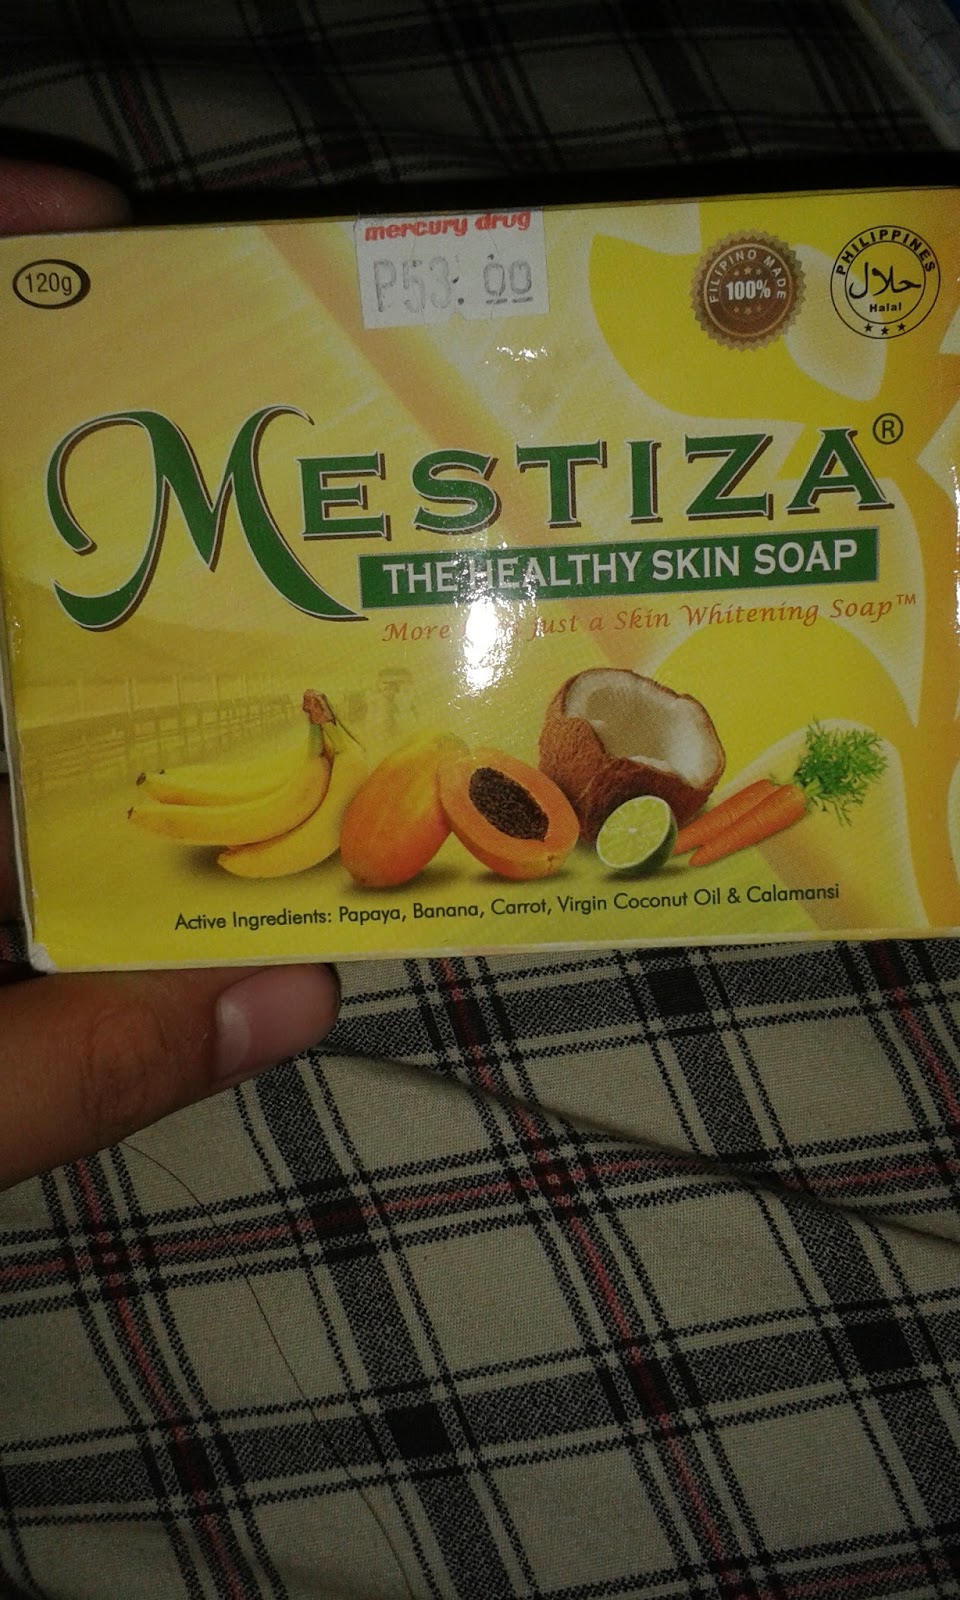 mercury drug
P53.00
120g
FILIPINO MADE
100%
PHILIPPINES
حلال
Halal
MESTIZA®
THE HEALTHY SKIN SOAP
More just a Skin Whitening Soap™
Active Ingredients: Papaya, Banana, Carrot, Virgin Coconut Oil & Calamansi